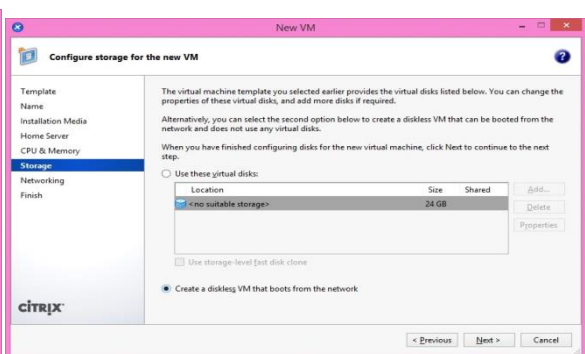 New VM
Configure storage for the new VM
Template
Name
Installation Media
Home Server
CPU & Memory
Storage
Networking
Finish
CITRIX
The virtual machine template you selected earlier provides the virtual disks listed below. You can change the
properties of these virtual disks, and add more disks if required.
Alternatively, you can select the second option below to create a diskless VM that can be booted from the
network and does not use any virtual disks.
When you have finished configuring disks for the new virtual machine, click Next to continue to the next
step.
Use these virtual disks:
Location Size Shared
<no suitable storage> 24 GB
Add...
Delete
Properties
Use storage-level fast disk clone
Create a diskless VM that boots from the network
< Previous Next > Cancel